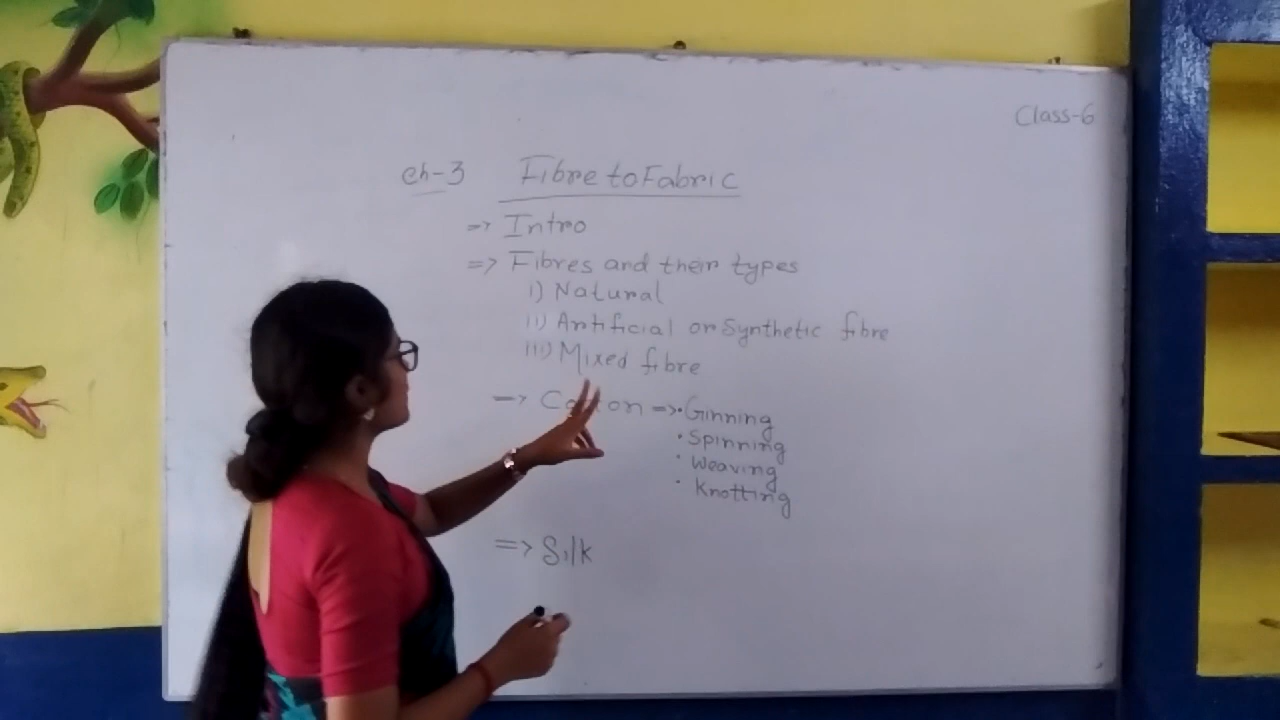 Class-6
Ch-3 Fibre to Fabric
=> Intro
=> Fibres and their types
i) Natural
ii) Artificial or Synthetic fibre
iii) Mixed fibre
=> Cotton => • Ginning
• Spinning
• Weaving
• Knotting
=> Silk